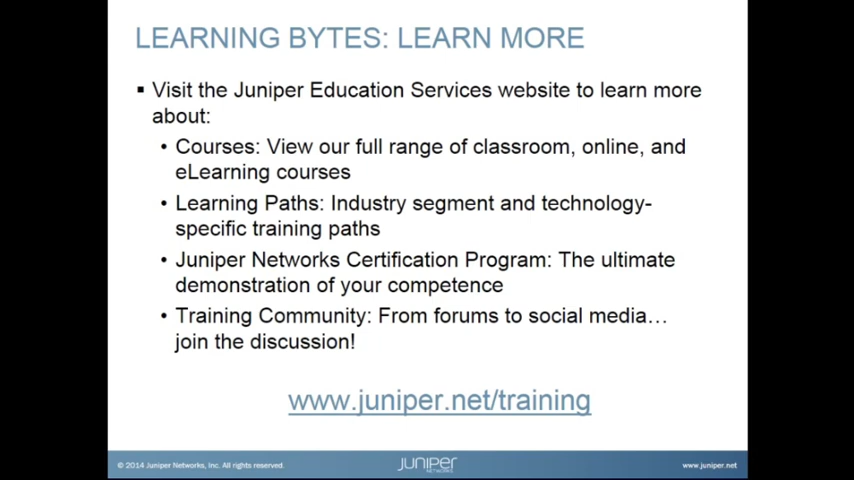 LEARNING BYTES: LEARN MORE
▪ Visit the Juniper Education Services website to learn more
about:
• Courses: View our full range of classroom, online, and
eLearning courses
• Learning Paths: Industry segment and technology-
specific training paths
• Juniper Networks Certification Program: The ultimate
demonstration of your competence
• Training Community: From forums to social media…
join the discussion!
www.juniper.net/training
© 2014 Juniper Networks, Inc. All rights reserved.
JUNIPER
NETWORKS
www.juniper.net